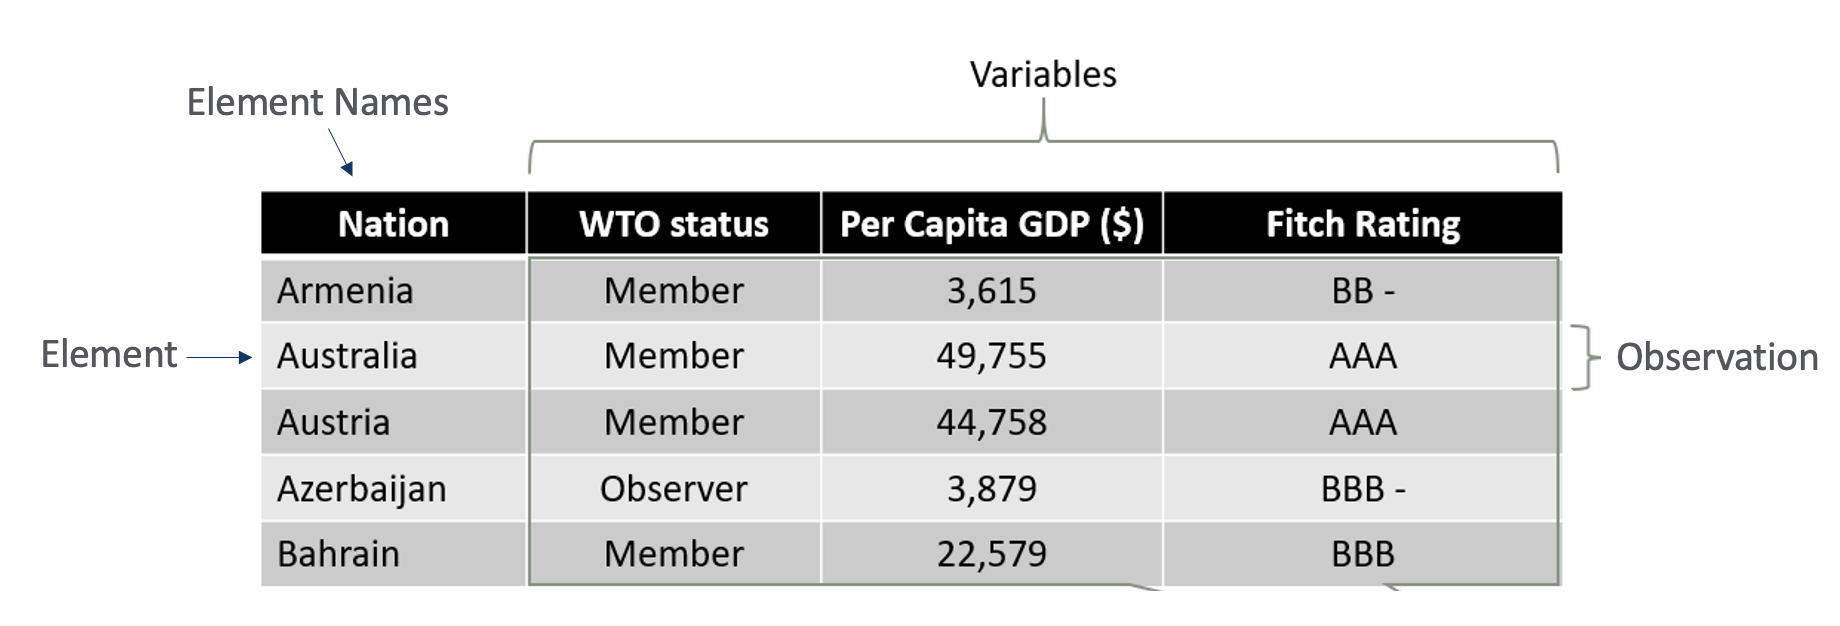 Variables
Element Names
Nation WTO status Per Capita GDP ($) Fitch Rating
Armenia Member 3,615 BB -
Element Australia Member 49,755 AAA Observation
Austria Member 44,758 AAA
Azerbaijan Observer 3,879 BBB -
Bahrain Member 22,579 BBB